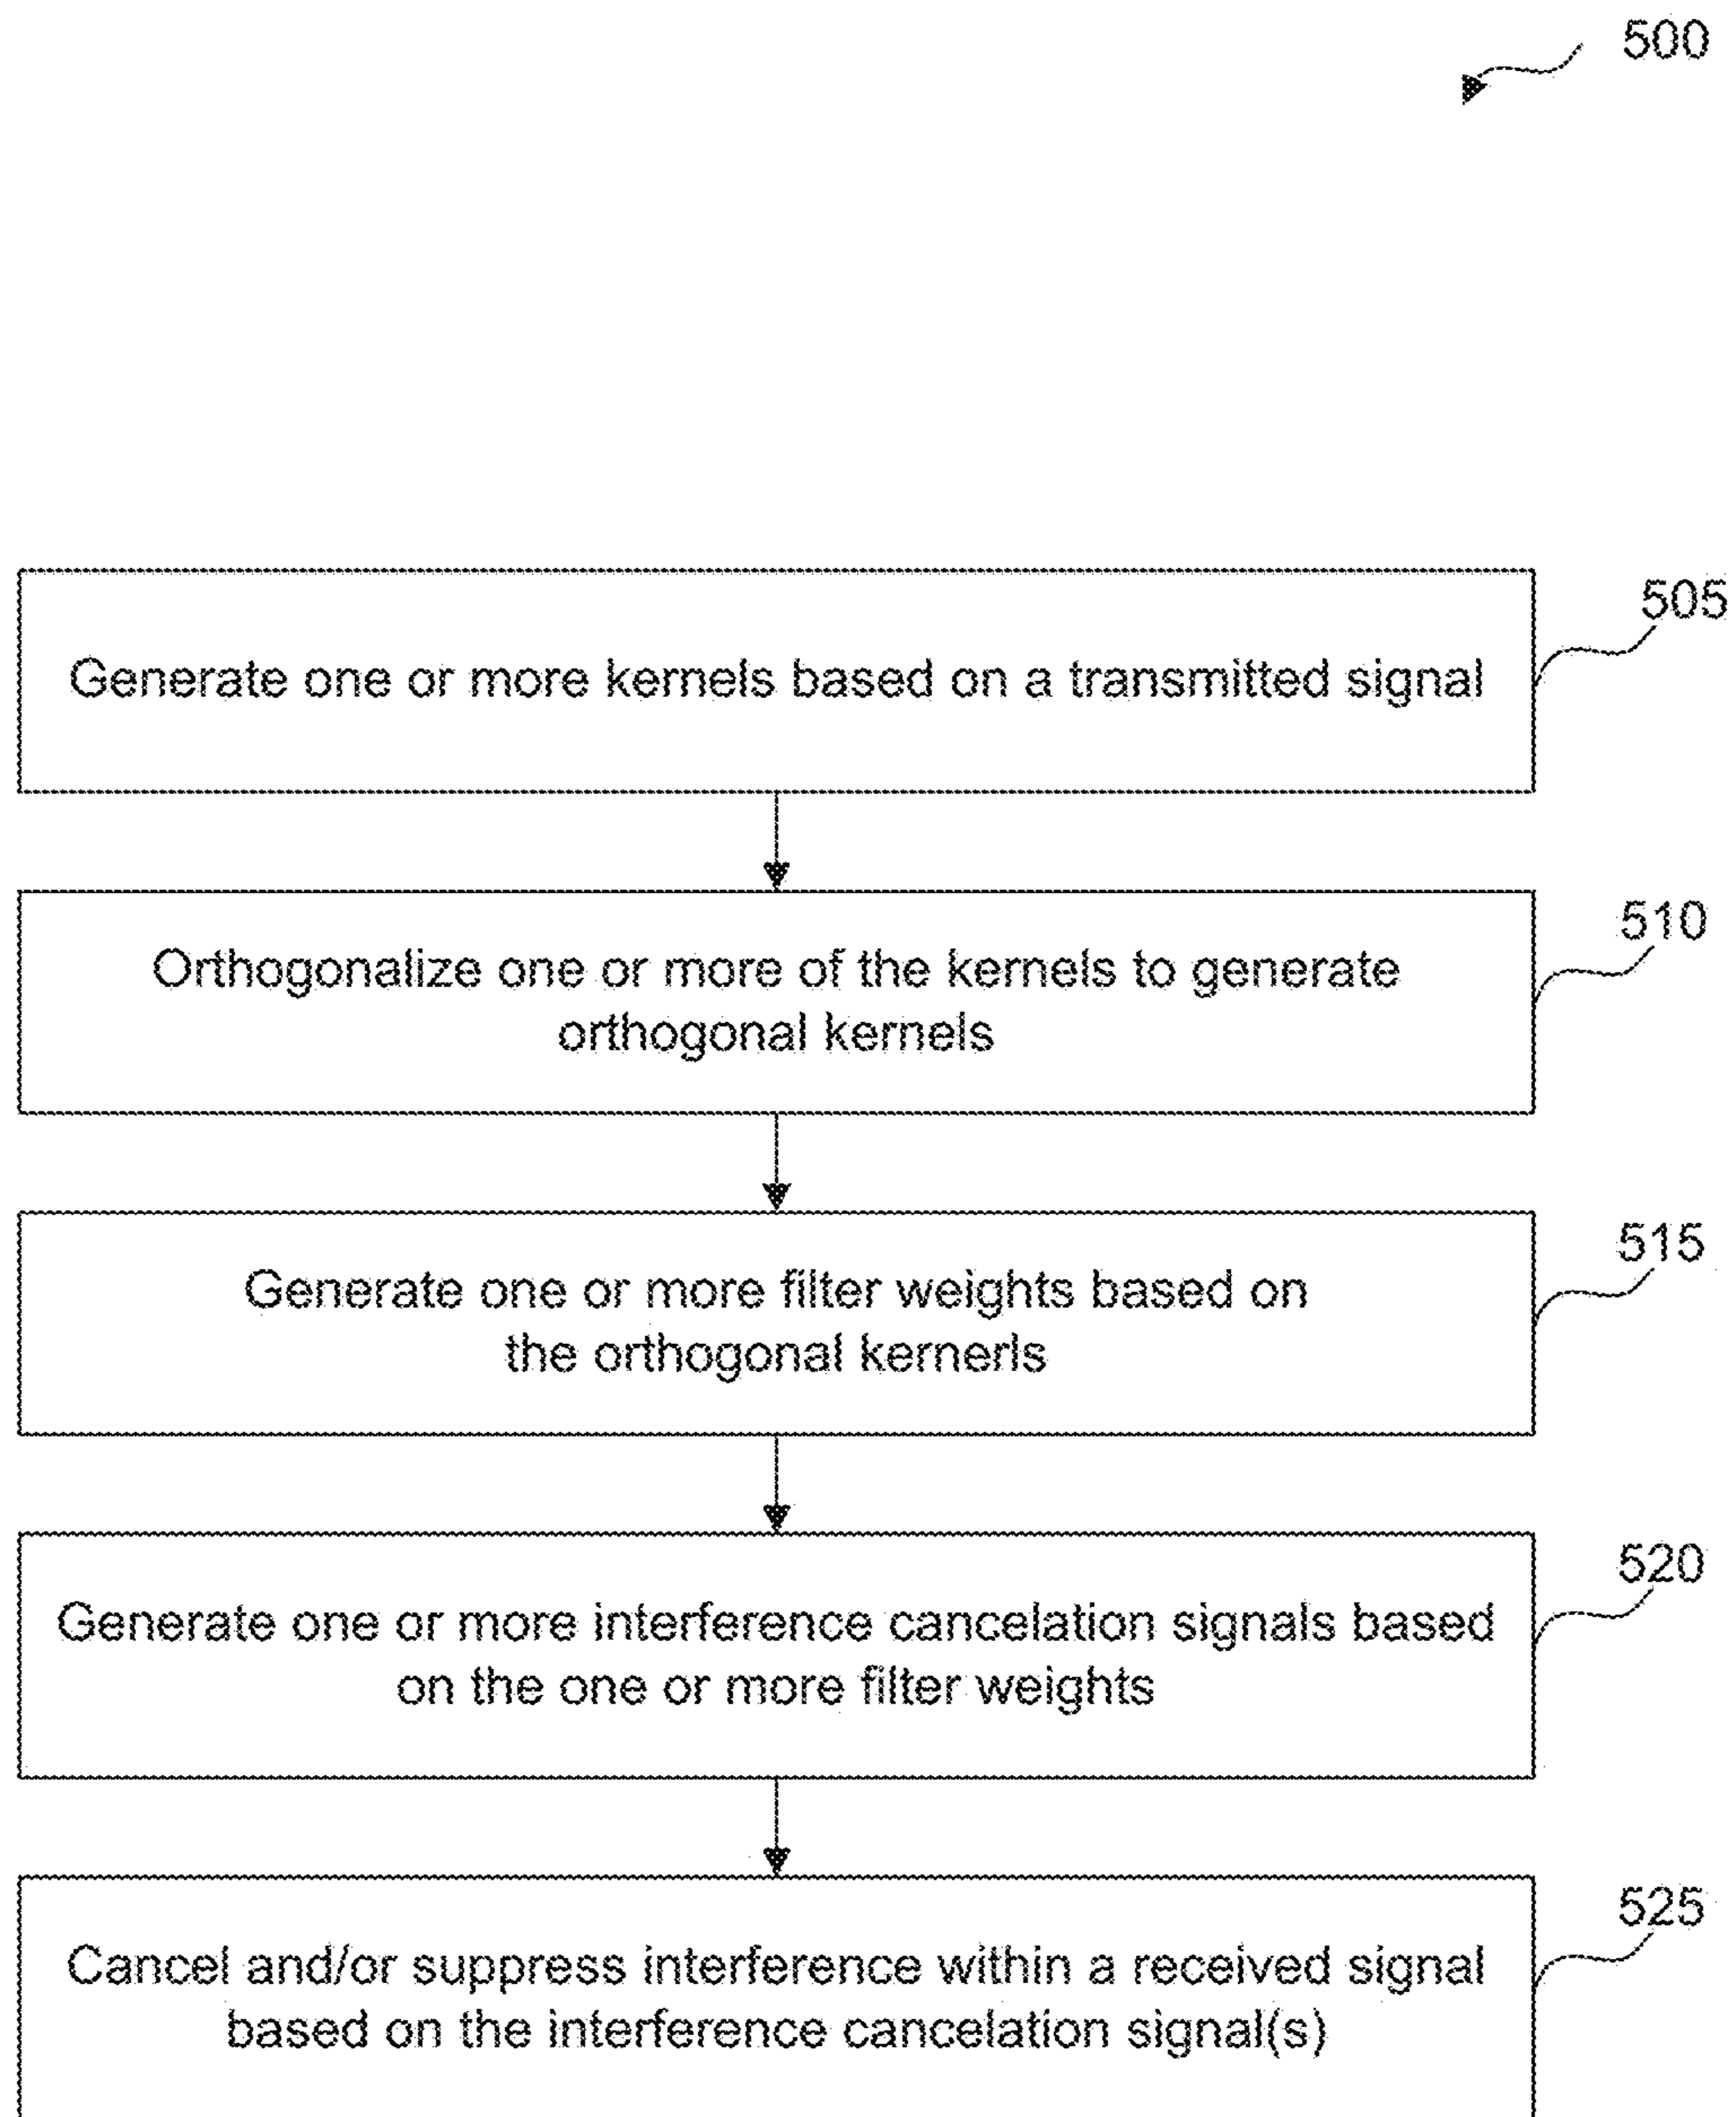 500
505
Generate one or more kernels based on a transmitted signal
510
Orthogonalize one or more of the kernels to generate
orthogonal kernels
515
Generate one or more filter weights based on
the orthogonal kernerls
520
Generate one or more interference cancelation signals based
on the one or more filter weights
525
Cancel and/or suppress interference within a received signal
based on the interference cancelation signal(s)